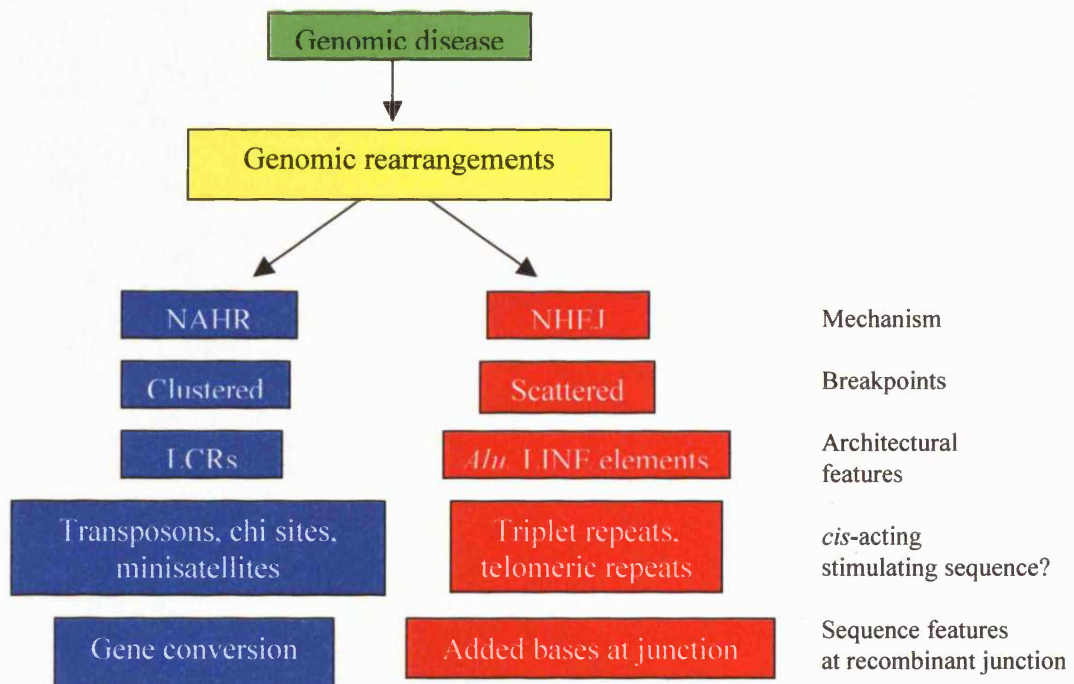 Genomic disease
Genomic rearrangements
NAHR
NHEJ
Mechanism
Clustered
Scattered
Breakpoints
LCRs
Alu, LINE elements
Architectural
features
Transposons, chi sites,
minisatellites
Triplet repeats,
telomeric repeats
cis-acting
stimulating sequence?
Gene conversion
Added bases at junction
Sequence features
at recombinant junction